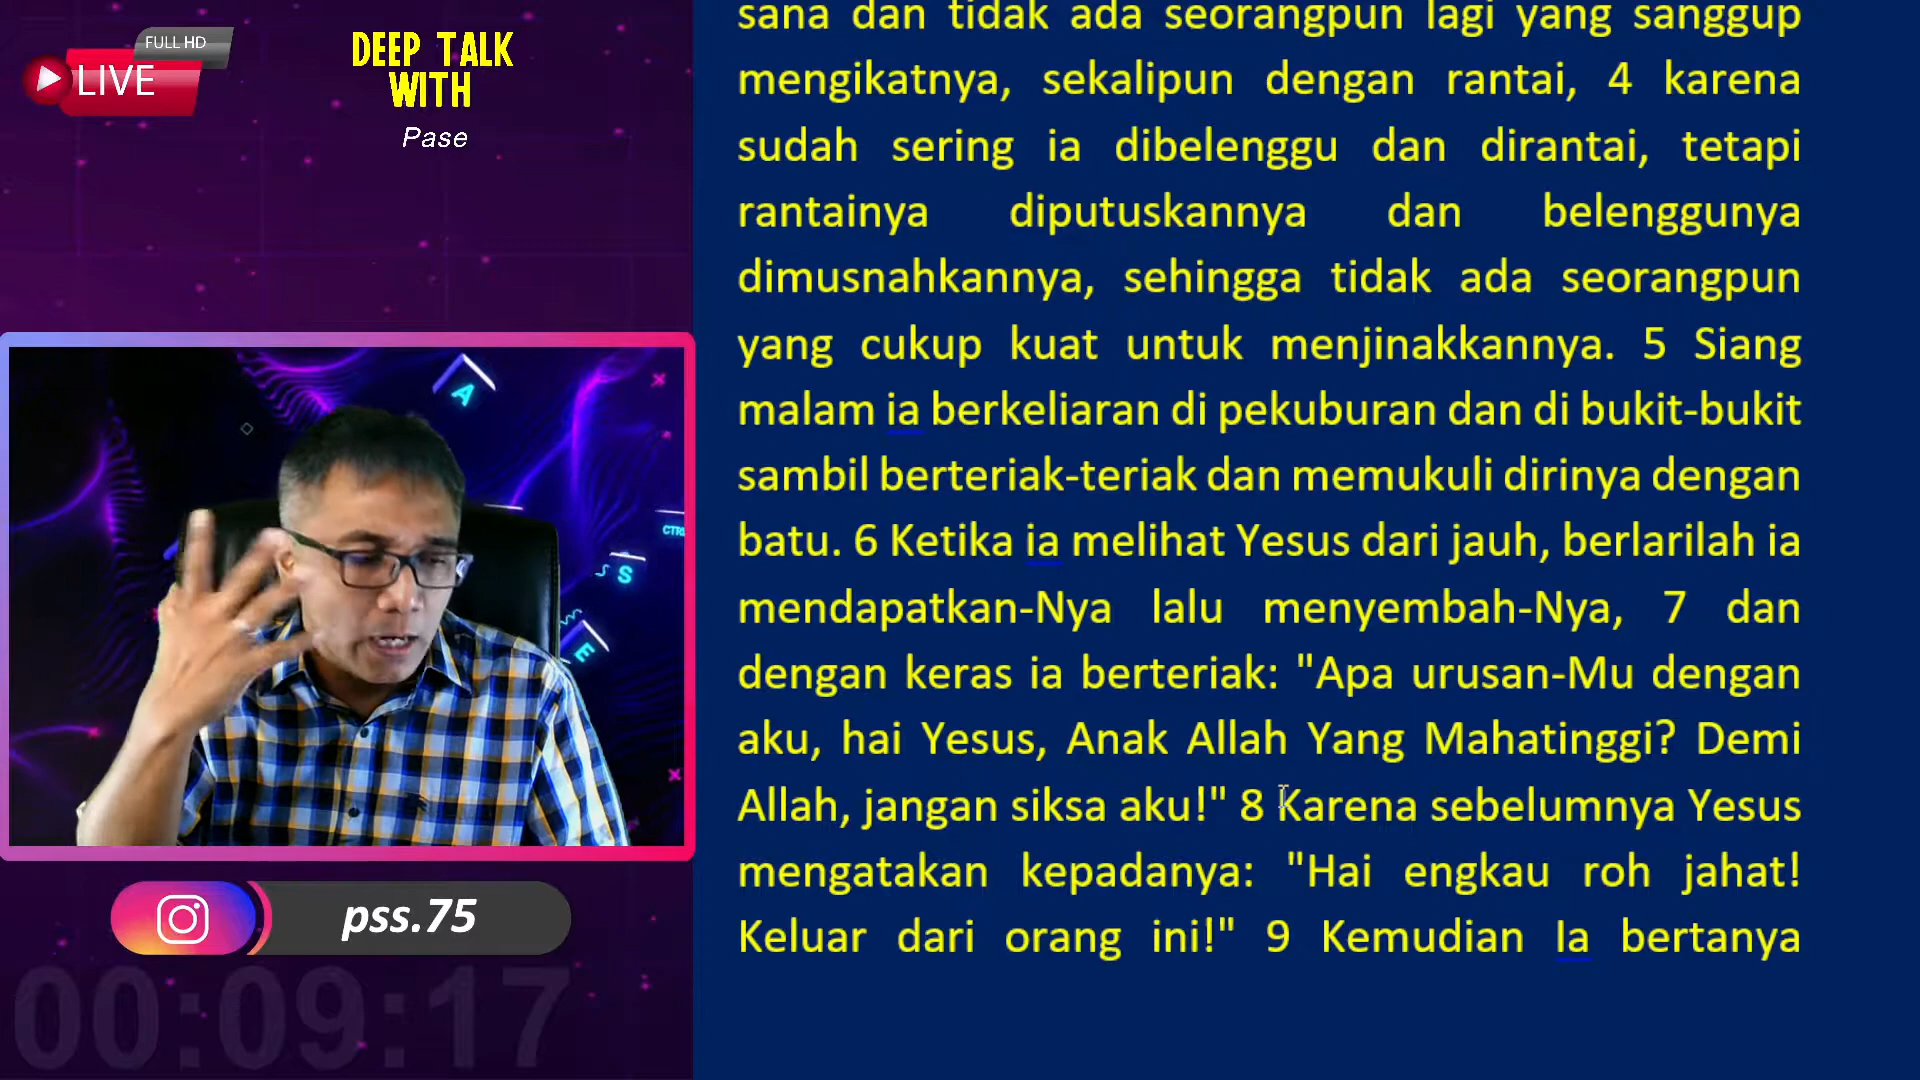 FULL HD
LIVE
DEEP TALK
WITH
Pase
sana dan tidak ada seorangpun lagi yang sanggup
mengikatnya, sekalipun dengan rantai, 4 karena
sudah sering ia dibelenggu dan dirantai, tetapi
rantainya diputuskannya dan belenggunya
dimusnahkannya, sehingga tidak ada seorangpun
yang cukup kuat untuk menjinakkannya. 5 Siang
malam ia berkeliaran di pekuburan dan di bukit-bukit
sambil berteriak-teriak dan memukuli dirinya dengan
batu. 6 Ketika ia melihat Yesus dari jauh, berlarilah ia
mendapatkan-Nya lalu menyembah-Nya, 7 dan
dengan keras ia berteriak: "Apa urusan-Mu dengan
aku, hai Yesus, Anak Allah Yang Mahatinggi? Demi
Allah, jangan siksa aku!" 8 Karena sebelumnya Yesus
mengatakan kepadanya: "Hai engkau roh jahat!
Keluar dari orang ini!" 9 Kemudian Ia bertanya
A
S
E
pss.75
00:09:17